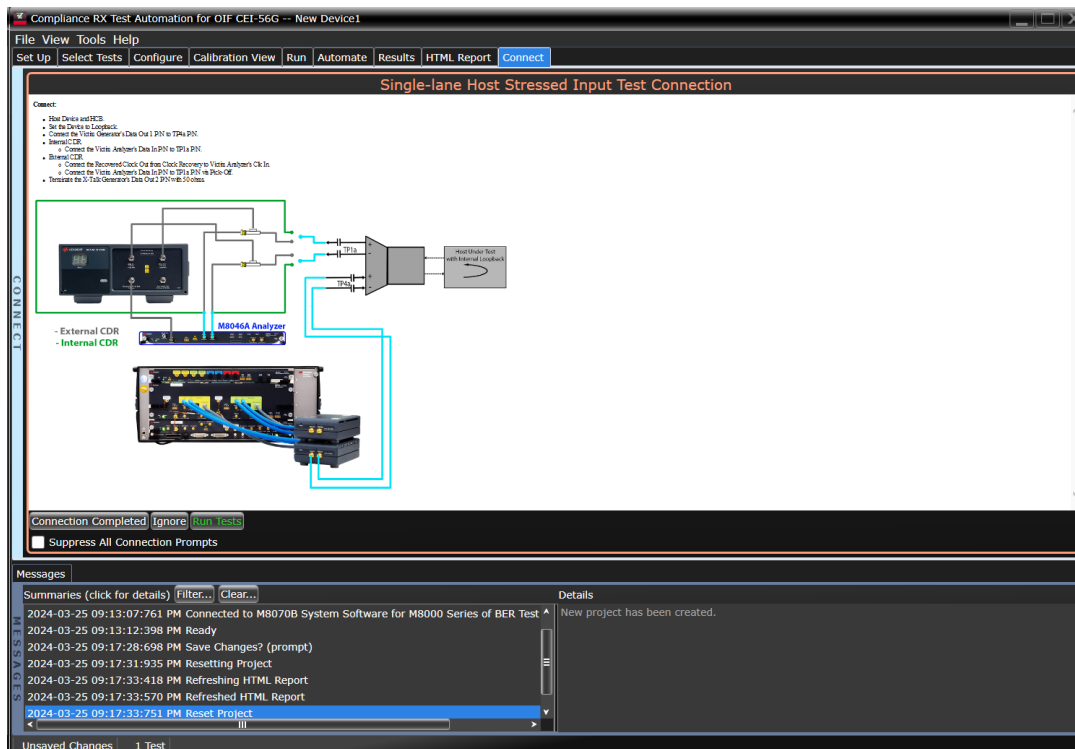 Compliance RX Test Automation for OIF CEI-56G -- New Device1
File View Tools Help
Set Up Select Tests Configure Calibration View Run Automate Results HTML Report Connect
Single-lane Host Stressed Input Test Connection
Connect:
Host Device and HCB.
Set the Device to Loopback.
Connect the Victim Generator's Data Out 1 P/N to TP4a P/N.
Internal CDR
Connect the Victim Analyzer's Data In P/N to TP1a P/N.
External CDR
Connect the Recovered Clock Out from Clock Recovery to Victim Analyzer's Clk In.
Connect the Victim Analyzer's Data In P/N to TP1a P/N via Pick-Off.
Terminate the X-Talk Generator's Data Out 2 P/N with 50 ohms.
TP1a
Host Under Test
with Internal Loopback
TP4a
M8046A Analyzer
- External CDR
- Internal CDR
CONNECT
Connection Completed Ignore Run Tests
Suppress All Connection Prompts
Messages
Summaries (click for details) Filter... Clear... Details
2024-03-25 09:13:07:761 PM Connected to M8070B System Software for M8000 Series of BER Test
New project has been created.
2024-03-25 09:13:12:398 PM Ready
2024-03-25 09:17:28:698 PM Save Changes? (prompt)
2024-03-25 09:17:31:935 PM Resetting Project
2024-03-25 09:17:33:418 PM Refreshing HTML Report
2024-03-25 09:17:33:570 PM Refreshed HTML Report
2024-03-25 09:17:33:751 PM Reset Project
MESSAGES
Unsaved Changes 1 Test